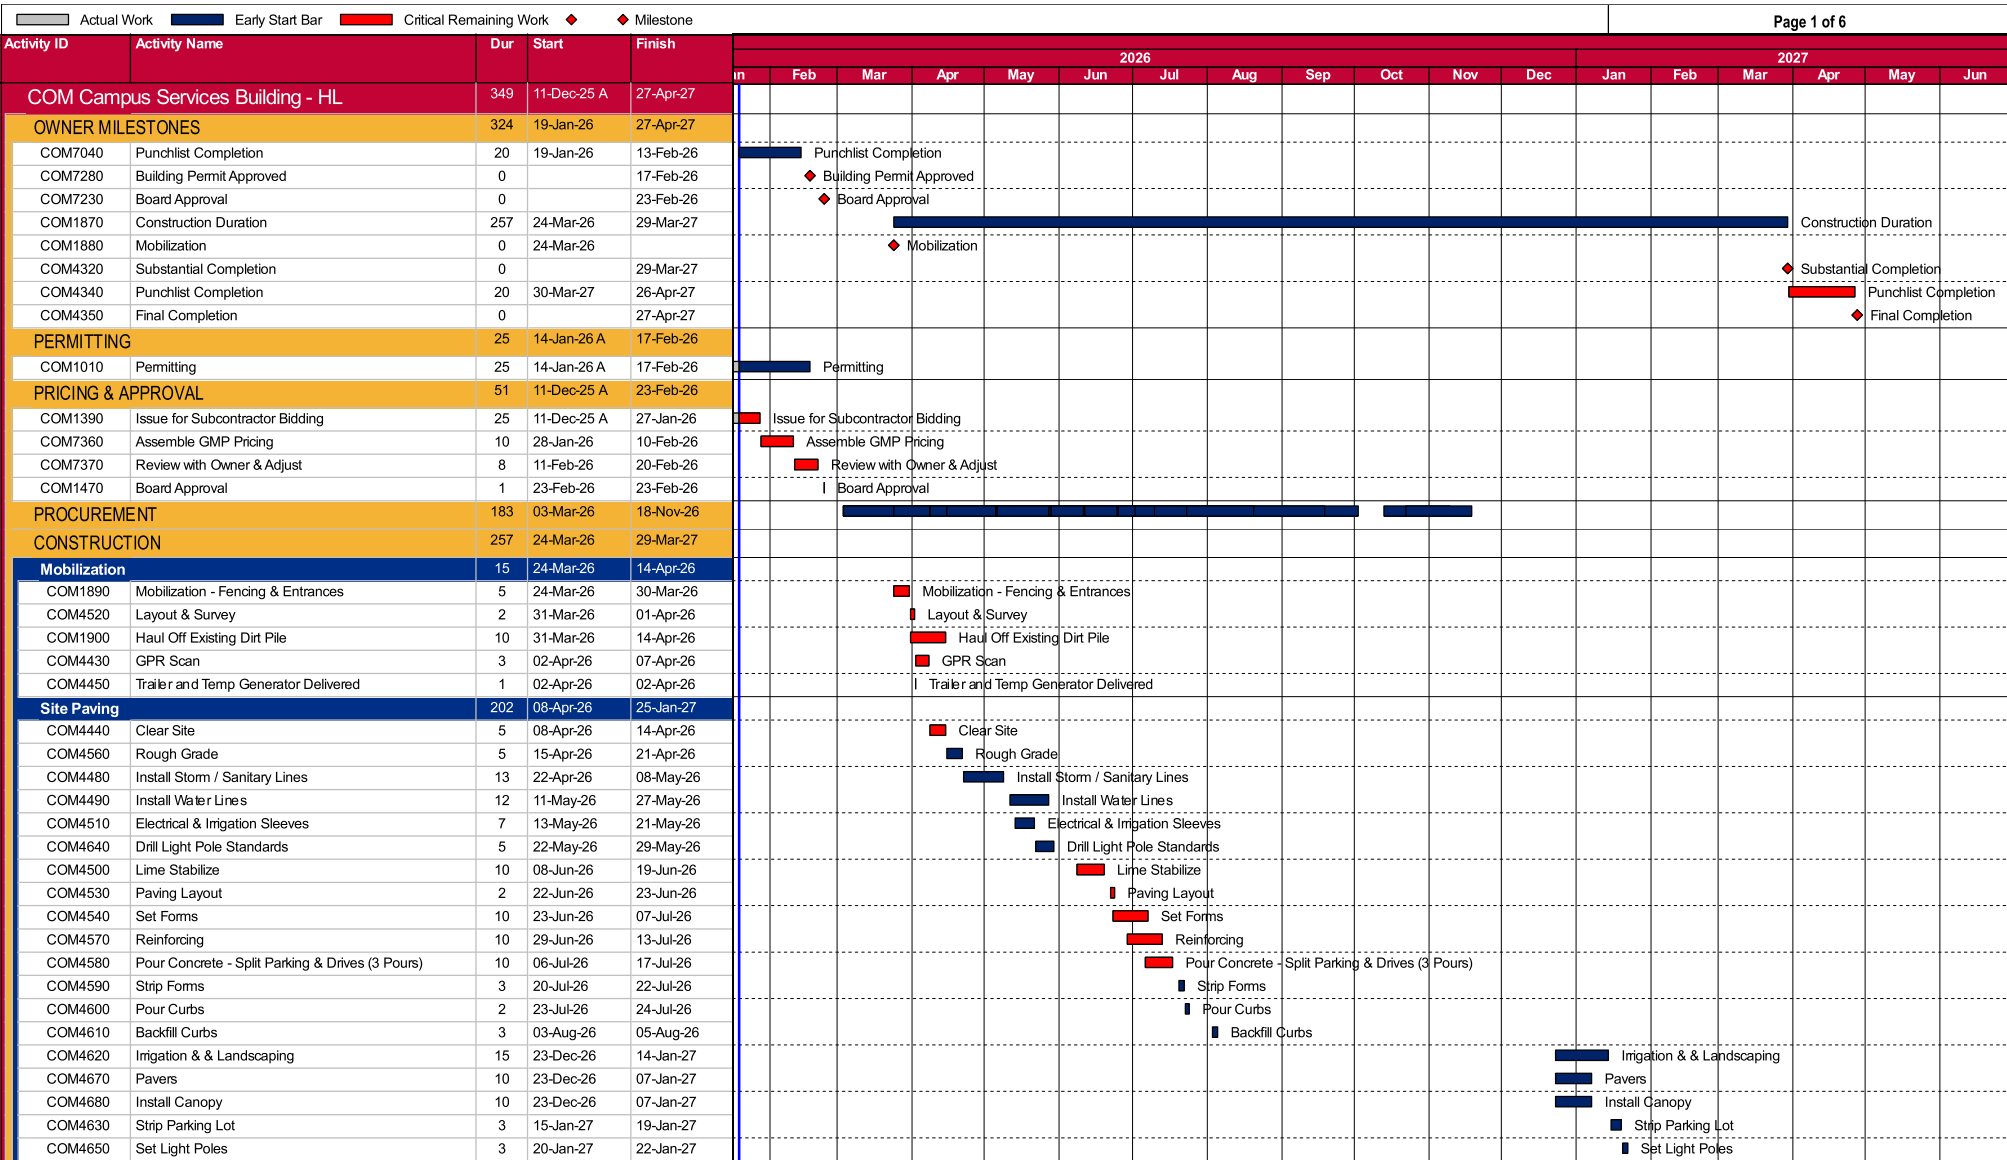 Actual Work Early Start Bar Critical Remaining Work Milestone
Page 1 of 6
Activity ID Activity Name Dur Start Finish
2026 2027
Feb Mar Apr May Jun Jul Aug Sep Oct Nov Dec Jan Feb Mar Apr May Jun
COM Campus Services Building - HL 349 11-Dec-25 A 27-Apr-27
OWNER MILESTONES 324 19-Jan-26 27-Apr-27
COM7040 Punchlist Completion 20 19-Jan-26 13-Feb-26 Punchlist Completion
COM7280 Building Permit Approved 0 17-Feb-26 Building Permit Approved
COM7230 Board Approval 0 23-Feb-26 Board Approval
COM1870 Construction Duration 257 24-Mar-26 29-Mar-27 Construction Duration
COM1880 Mobilization 0 24-Mar-26 Mobilization
COM4320 Substantial Completion 0 29-Mar-27 Substantial Completion
COM4340 Punchlist Completion 20 30-Mar-27 26-Apr-27 Punchlist Completion
COM4350 Final Completion 0 27-Apr-27 Final Completion
PERMITTING 25 14-Jan-26 A 17-Feb-26
COM1010 Permitting 25 14-Jan-26 A 17-Feb-26 Permitting
PRICING & APPROVAL 51 11-Dec-25 A 23-Feb-26
COM1390 Issue for Subcontractor Bidding 25 11-Dec-25 A 27-Jan-26 Issue for Subcontractor Bidding
COM7360 Assemble GMP Pricing 10 28-Jan-26 10-Feb-26 Assemble GMP Pricing
COM7370 Review with Owner & Adjust 8 11-Feb-26 20-Feb-26 Review with Owner & Adjust
COM1470 Board Approval 1 23-Feb-26 23-Feb-26 Board Approval
PROCUREMENT 183 03-Mar-26 18-Nov-26
CONSTRUCTION 257 24-Mar-26 29-Mar-27
Mobilization 15 24-Mar-26 14-Apr-26
COM1890 Mobilization - Fencing & Entrances 5 24-Mar-26 30-Mar-26 Mobilization - Fencing & Entrances
COM4520 Layout & Survey 2 31-Mar-26 01-Apr-26 Layout & Survey
COM1900 Haul Off Existing Dirt Pile 10 31-Mar-26 14-Apr-26 Haul Off Existing Dirt Pile
COM4430 GPR Scan 3 02-Apr-26 07-Apr-26 GPR Scan
COM4450 Trailer and Temp Generator Delivered 1 02-Apr-26 02-Apr-26 Trailer and Temp Generator Delivered
Site Paving 202 08-Apr-26 25-Jan-27
COM4440 Clear Site 5 08-Apr-26 14-Apr-26 Clear Site
COM4560 Rough Grade 5 15-Apr-26 21-Apr-26 Rough Grade
COM4480 Install Storm / Sanitary Lines 13 22-Apr-26 08-May-26 Install Storm / Sanitary Lines
COM4490 Install Water Lines 12 11-May-26 27-May-26 Install Water Lines
COM4510 Electrical & Irrigation Sleeves 7 13-May-26 21-May-26 Electrical & Irrigation Sleeves
COM4640 Drill Light Pole Standards 5 22-May-26 29-May-26 Drill Light Pole Standards
COM4500 Lime Stabilize 10 08-Jun-26 19-Jun-26 Lime Stabilize
COM4530 Paving Layout 2 22-Jun-26 23-Jun-26 Paving Layout
COM4540 Set Forms 10 23-Jun-26 07-Jul-26 Set Forms
COM4570 Reinforcing 10 29-Jun-26 13-Jul-26 Reinforcing
COM4580 Pour Concrete - Split Parking & Drives (3 Pours) 10 06-Jul-26 17-Jul-26 Pour Concrete - Split Parking & Drives (3 Pours)
COM4590 Strip Forms 3 20-Jul-26 22-Jul-26 Strip Forms
COM4600 Pour Curbs 2 23-Jul-26 24-Jul-26 Pour Curbs
COM4610 Backfill Curbs 3 03-Aug-26 05-Aug-26 Backfill Curbs
COM4620 Irrigation & & Landscaping 15 23-Dec-26 14-Jan-27 Irrigation & & Landscaping
COM4670 Pavers 10 23-Dec-26 07-Jan-27 Pavers
COM4680 Install Canopy 10 23-Dec-26 07-Jan-27 Install Canopy
COM4630 Strip Parking Lot 3 15-Jan-27 19-Jan-27 Strip Parking Lot
COM4650 Set Light Poles 3 20-Jan-27 22-Jan-27 Set Light Poles